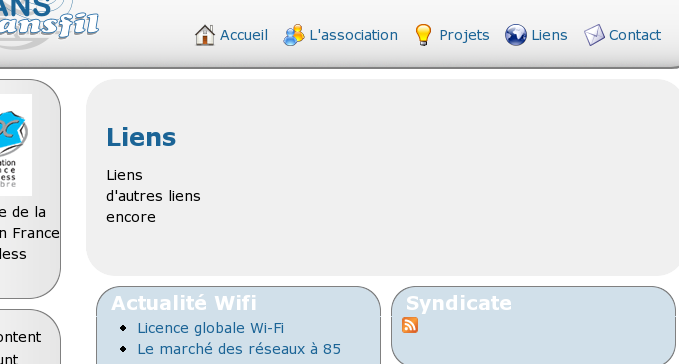 ANS
ansfil
Accueil
L'association
Projets
Liens
Contact
Liens
Liens
d'autres liens
encore
ation
nce
less
bre
e de la
n France
less
Actualité Wifi
Licence globale Wi-Fi
Le marché des réseaux à 85
Syndicate
ontent
unt